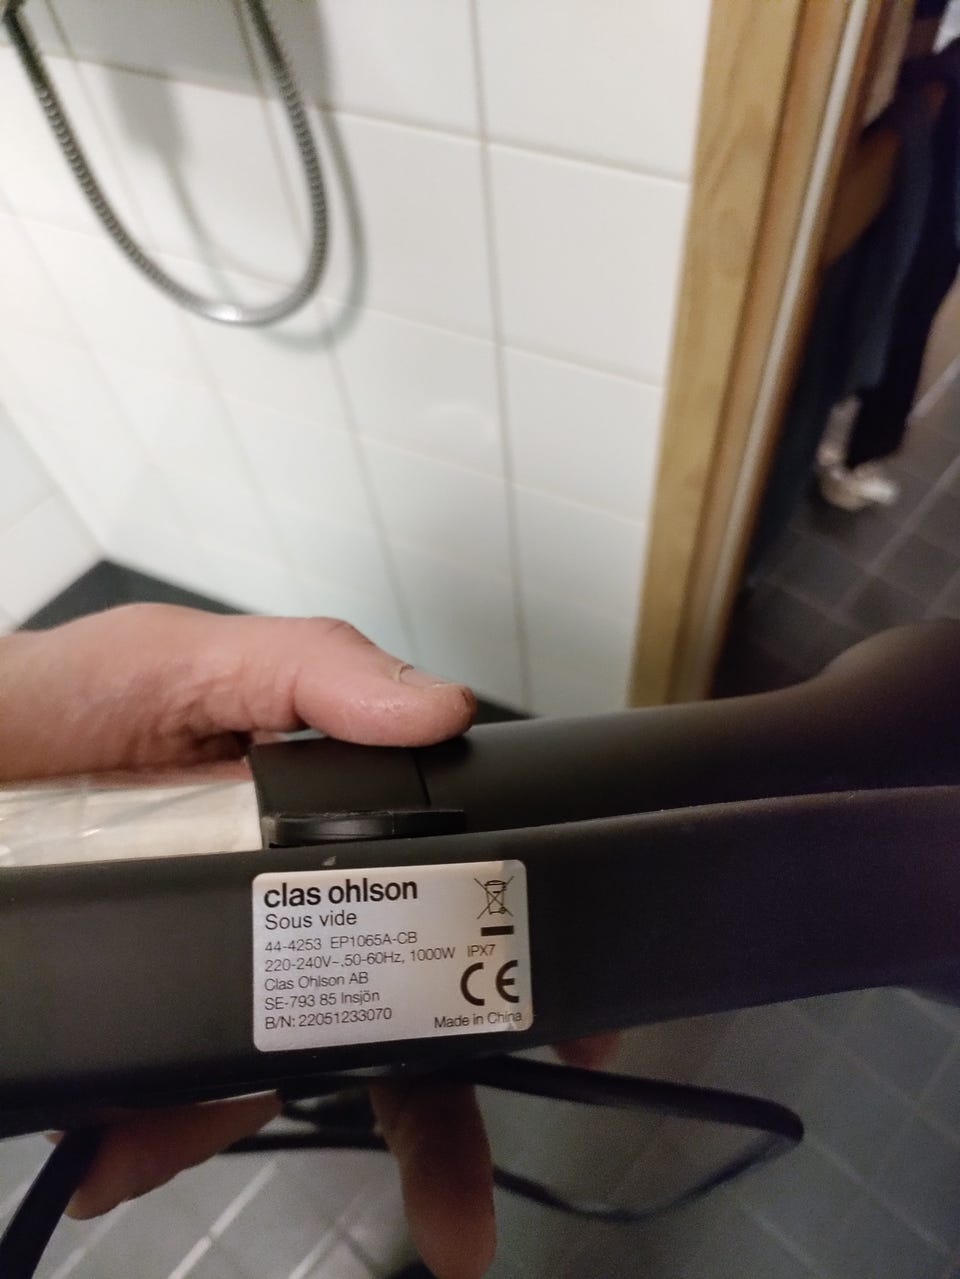 clas ohlson
Sous vide
44-4253 EP1065A-CB
220-240V~,50-60Hz, 1000W IPX7
Clas Ohlson AB
SE-793 85 Insjön
B/N: 22051233070
CE
Made in China